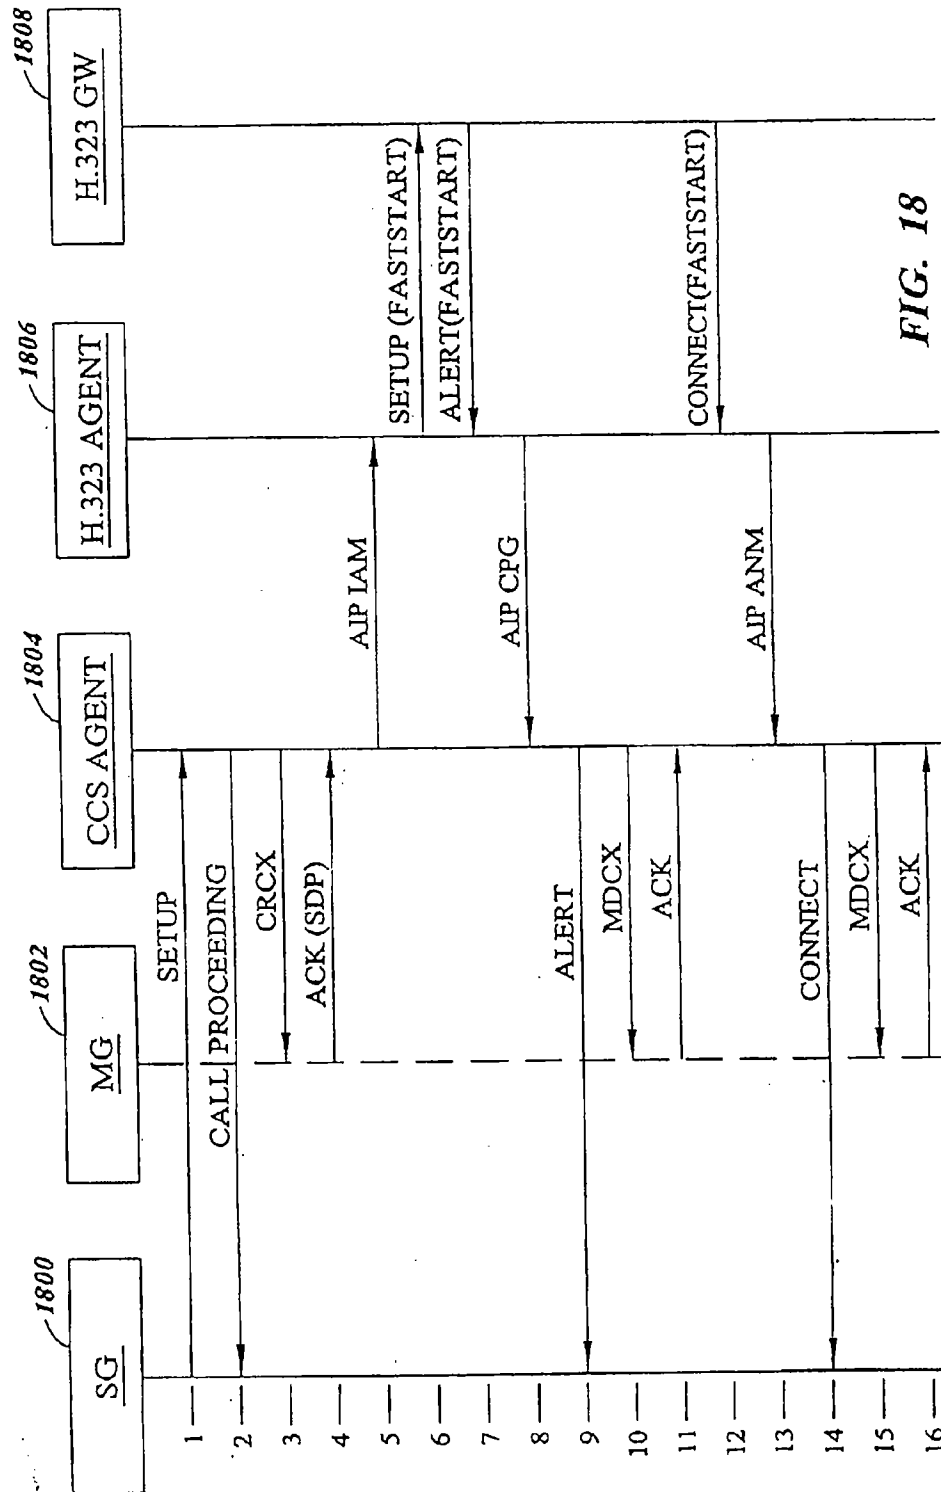 1800
SG
1802
MG
1804
CCS AGENT
1806
H.323 AGENT
1808
H.323 GW
1
SETUP
2
CALL PROCEEDING
3
CRCX
4
ACK (SDP)
5
AIP IAM
6
SETUP (FASTSTART)
7
ALERT(FASTSTART)
8
AIP CPG
9
ALERT
10
MDCX
11
ACK
12
CONNECT(FASTSTART)
13
AIP ANM
14
CONNECT
15
MDCX
16
ACK
FIG. 18